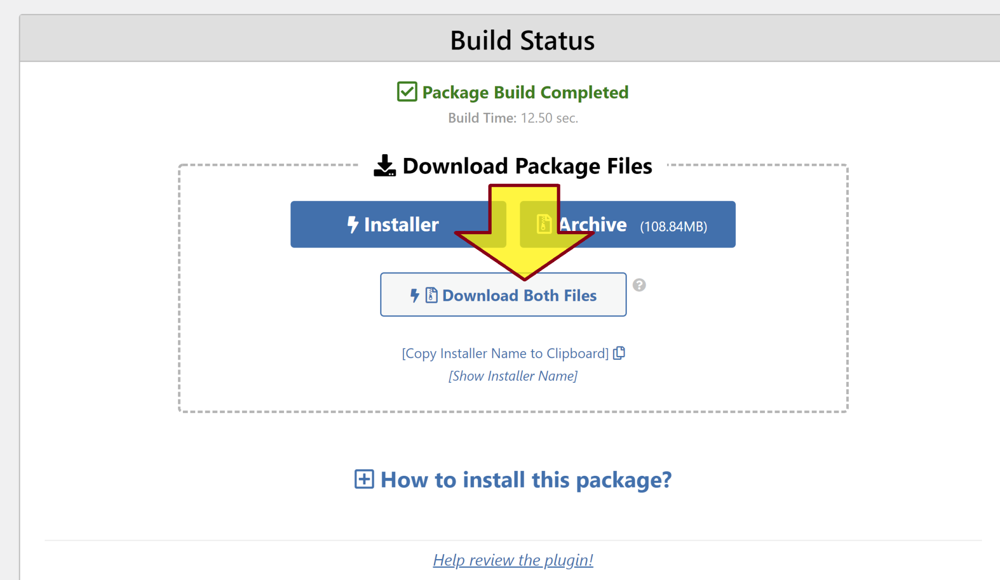 Build Status
Package Build Completed
Build Time: 12.50 sec.
Download Package Files
Installer
Archive (108.84MB)
Download Both Files
?
[Copy Installer Name to Clipboard]
[Show Installer Name]
How to install this package?
Help review the plugin!